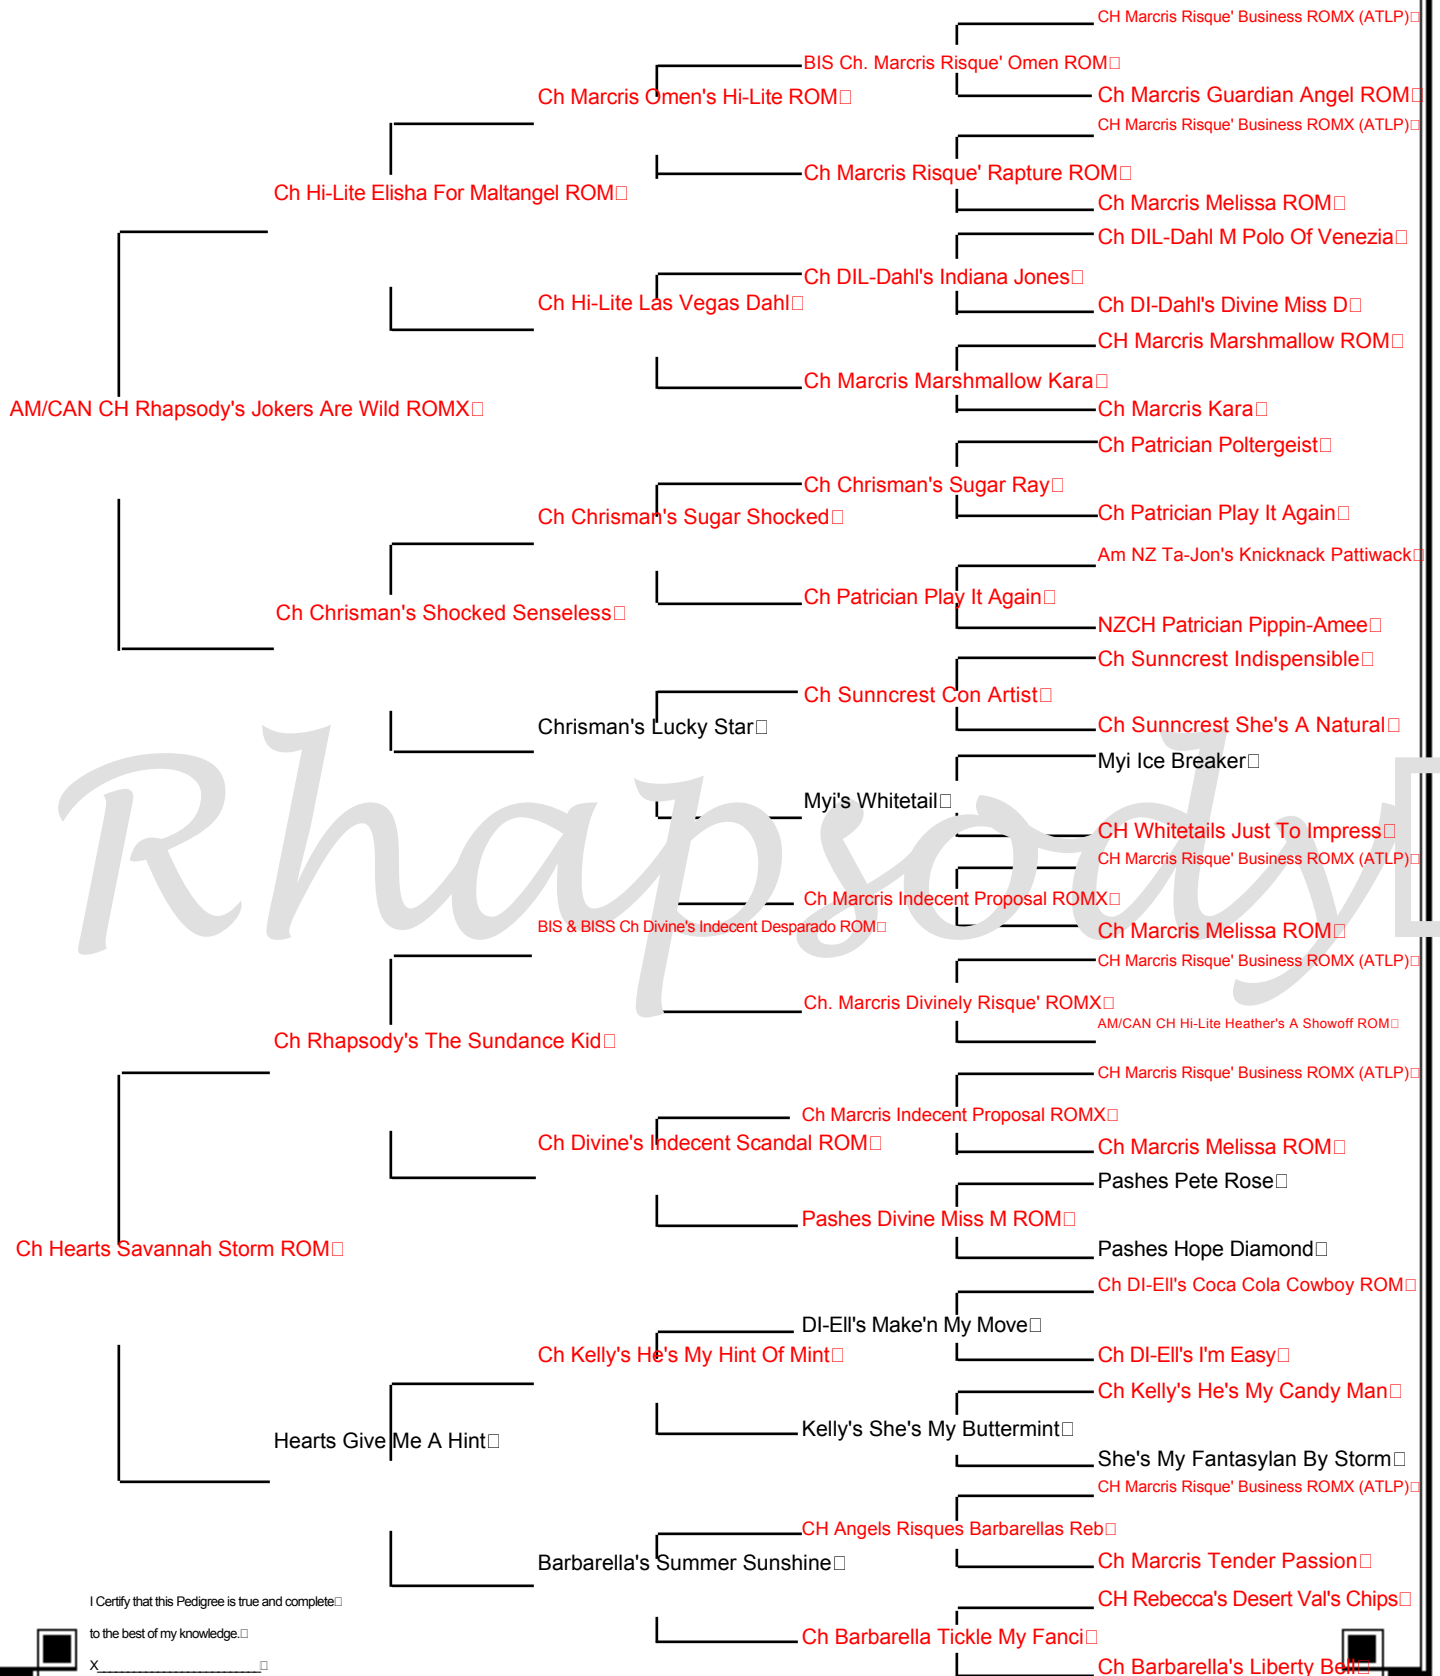 CH Marcris Risque' Business ROMX (ATLP)
BIS Ch. Marcris Risque' Omen ROM
Ch Marcris Omen's Hi-Lite ROM
Ch Marcris Guardian Angel ROM
CH Marcris Risque' Business ROMX (ATLP)
Ch Marcris Risque' Rapture ROM
Ch Hi-Lite Elisha For Maltangel ROM
Ch Marcris Melissa ROM
Ch DIL-Dahl M Polo Of Venezia
Ch DIL-Dahl's Indiana Jones
Ch Hi-Lite Las Vegas Dahl
Ch DI-Dahl's Divine Miss D
CH Marcris Marshmallow ROM
Ch Marcris Marshmallow Kara
AM/CAN CH Rhapsody's Jokers Are Wild ROMX
Ch Marcris Kara
Ch Patrician Poltergeist
Ch Chrisman's Sugar Ray
Ch Chrisman's Sugar Shocked
Ch Patrician Play It Again
Am NZ Ta-Jon's Knicknack Pattiwack
Ch Patrician Play It Again
Ch Chrisman's Shocked Senseless
NZCH Patrician Pippin-Amee
Ch Sunncrest Indispensible
Ch Sunncrest Con Artist
Chrisman's Lucky Star
Ch Sunncrest She's A Natural
Myi Ice Breaker
Myi's Whitetail
CH Whitetails Just To Impress
Rhapsody
CH Marcris Risque' Business ROMX (ATLP)
Ch Marcris Indecent Proposal ROMX
BIS & BISS Ch Divine's Indecent Desparado ROM
Ch Marcris Melissa ROM
CH Marcris Risque' Business ROMX (ATLP)
Ch. Marcris Divinely Risque' ROMX
AM/CAN CH Hi-Lite Heather's A Showoff ROM
Ch Rhapsody's The Sundance Kid
CH Marcris Risque' Business ROMX (ATLP)
Ch Marcris Indecent Proposal ROMX
Ch Divine's Indecent Scandal ROM
Ch Marcris Melissa ROM
Pashes Pete Rose
Pashes Divine Miss M ROM
Ch Hearts Savannah Storm ROM
Pashes Hope Diamond
Ch DI-Ell's Coca Cola Cowboy ROM
DI-Ell's Make'n My Move
Ch Kelly's He's My Hint Of Mint
Ch DI-Ell's I'm Easy
Ch Kelly's He's My Candy Man
Kelly's She's My Buttermint
Hearts Give Me A Hint
She's My Fantasylan By Storm
CH Marcris Risque' Business ROMX (ATLP)
CH Angels Risques Barbarellas Reb
Barbarella's Summer Sunshine
Ch Marcris Tender Passion
CH Rebecca's Desert Val's Chips
Ch Barbarella Tickle My Fanci
Ch Barbarella's Liberty Bell
I Certify that this Pedigree is true and complete
to the best of my knowledge.
X___________________________